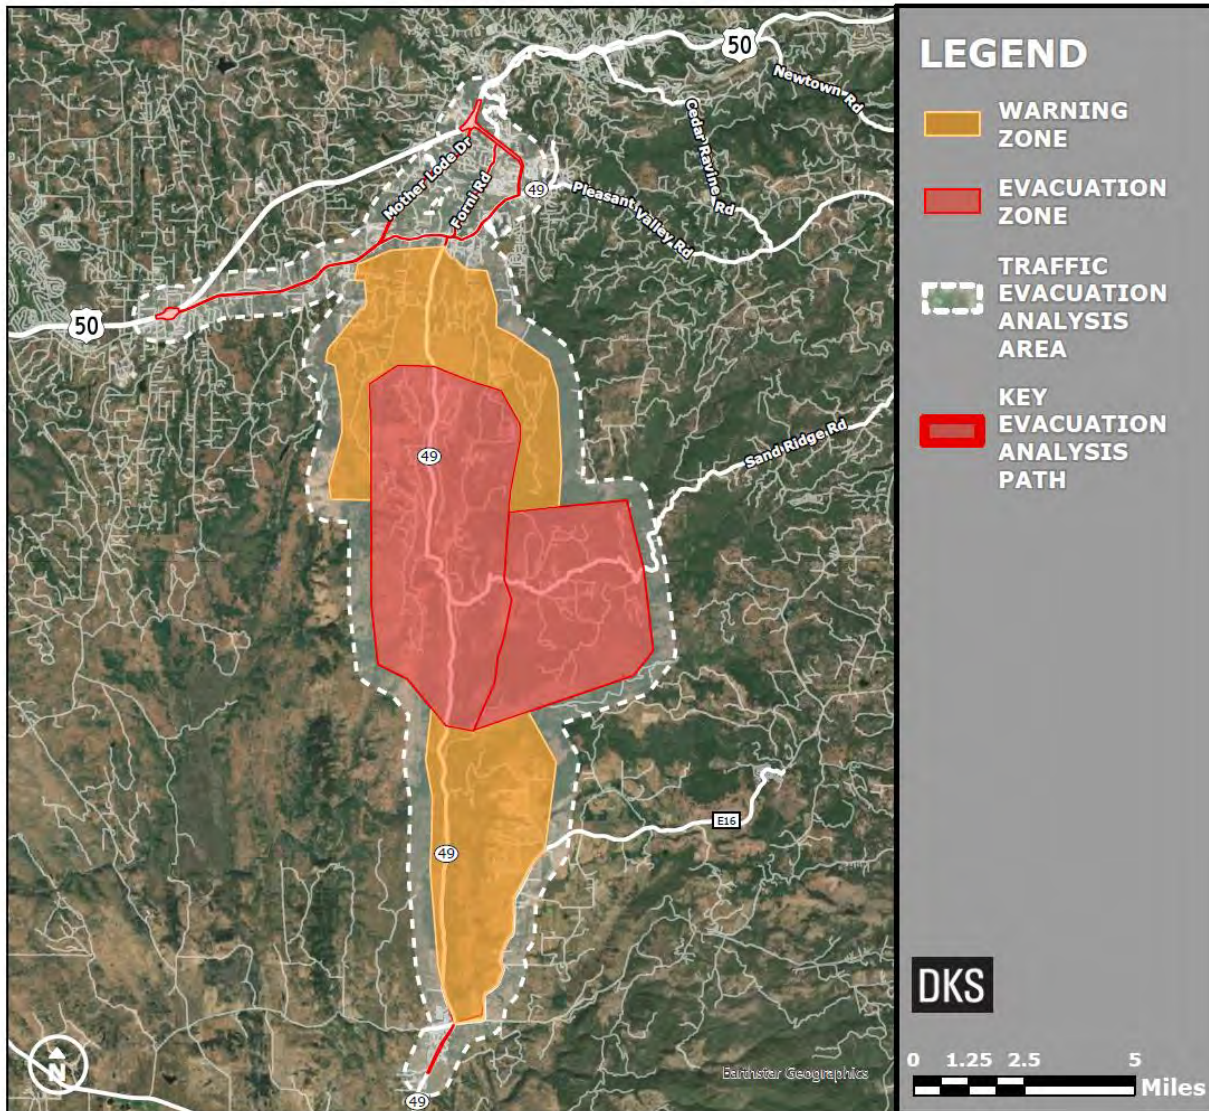 50
Newtown Rd
Cedar Ravine Rd
Mother Lode Dr
Forni Rd
49
Pleasant Valley Rd
50
Sand Ridge Rd
49
E16
49
49
N
Earthstar Geographics
LEGEND
WARNING
ZONE
EVACUATION
ZONE
TRAFFIC
EVACUATION
ANALYSIS
AREA
KEY
EVACUATION
ANALYSIS
PATH
DKS
0 1.25 2.5 5
Miles